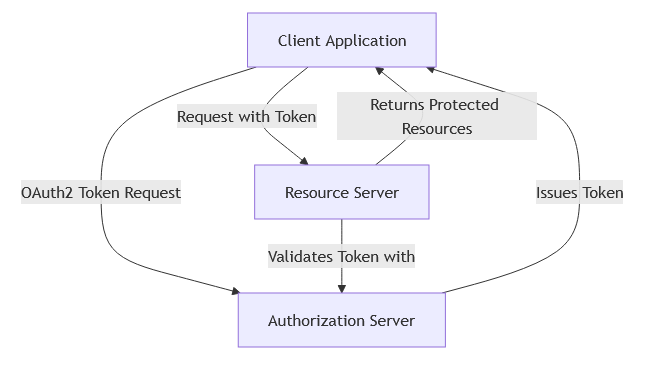 Client Application
Request with Token
Returns Protected
Resources
OAuth2 Token Request
Resource Server
Issues Token
Validates Token with
Authorization Server